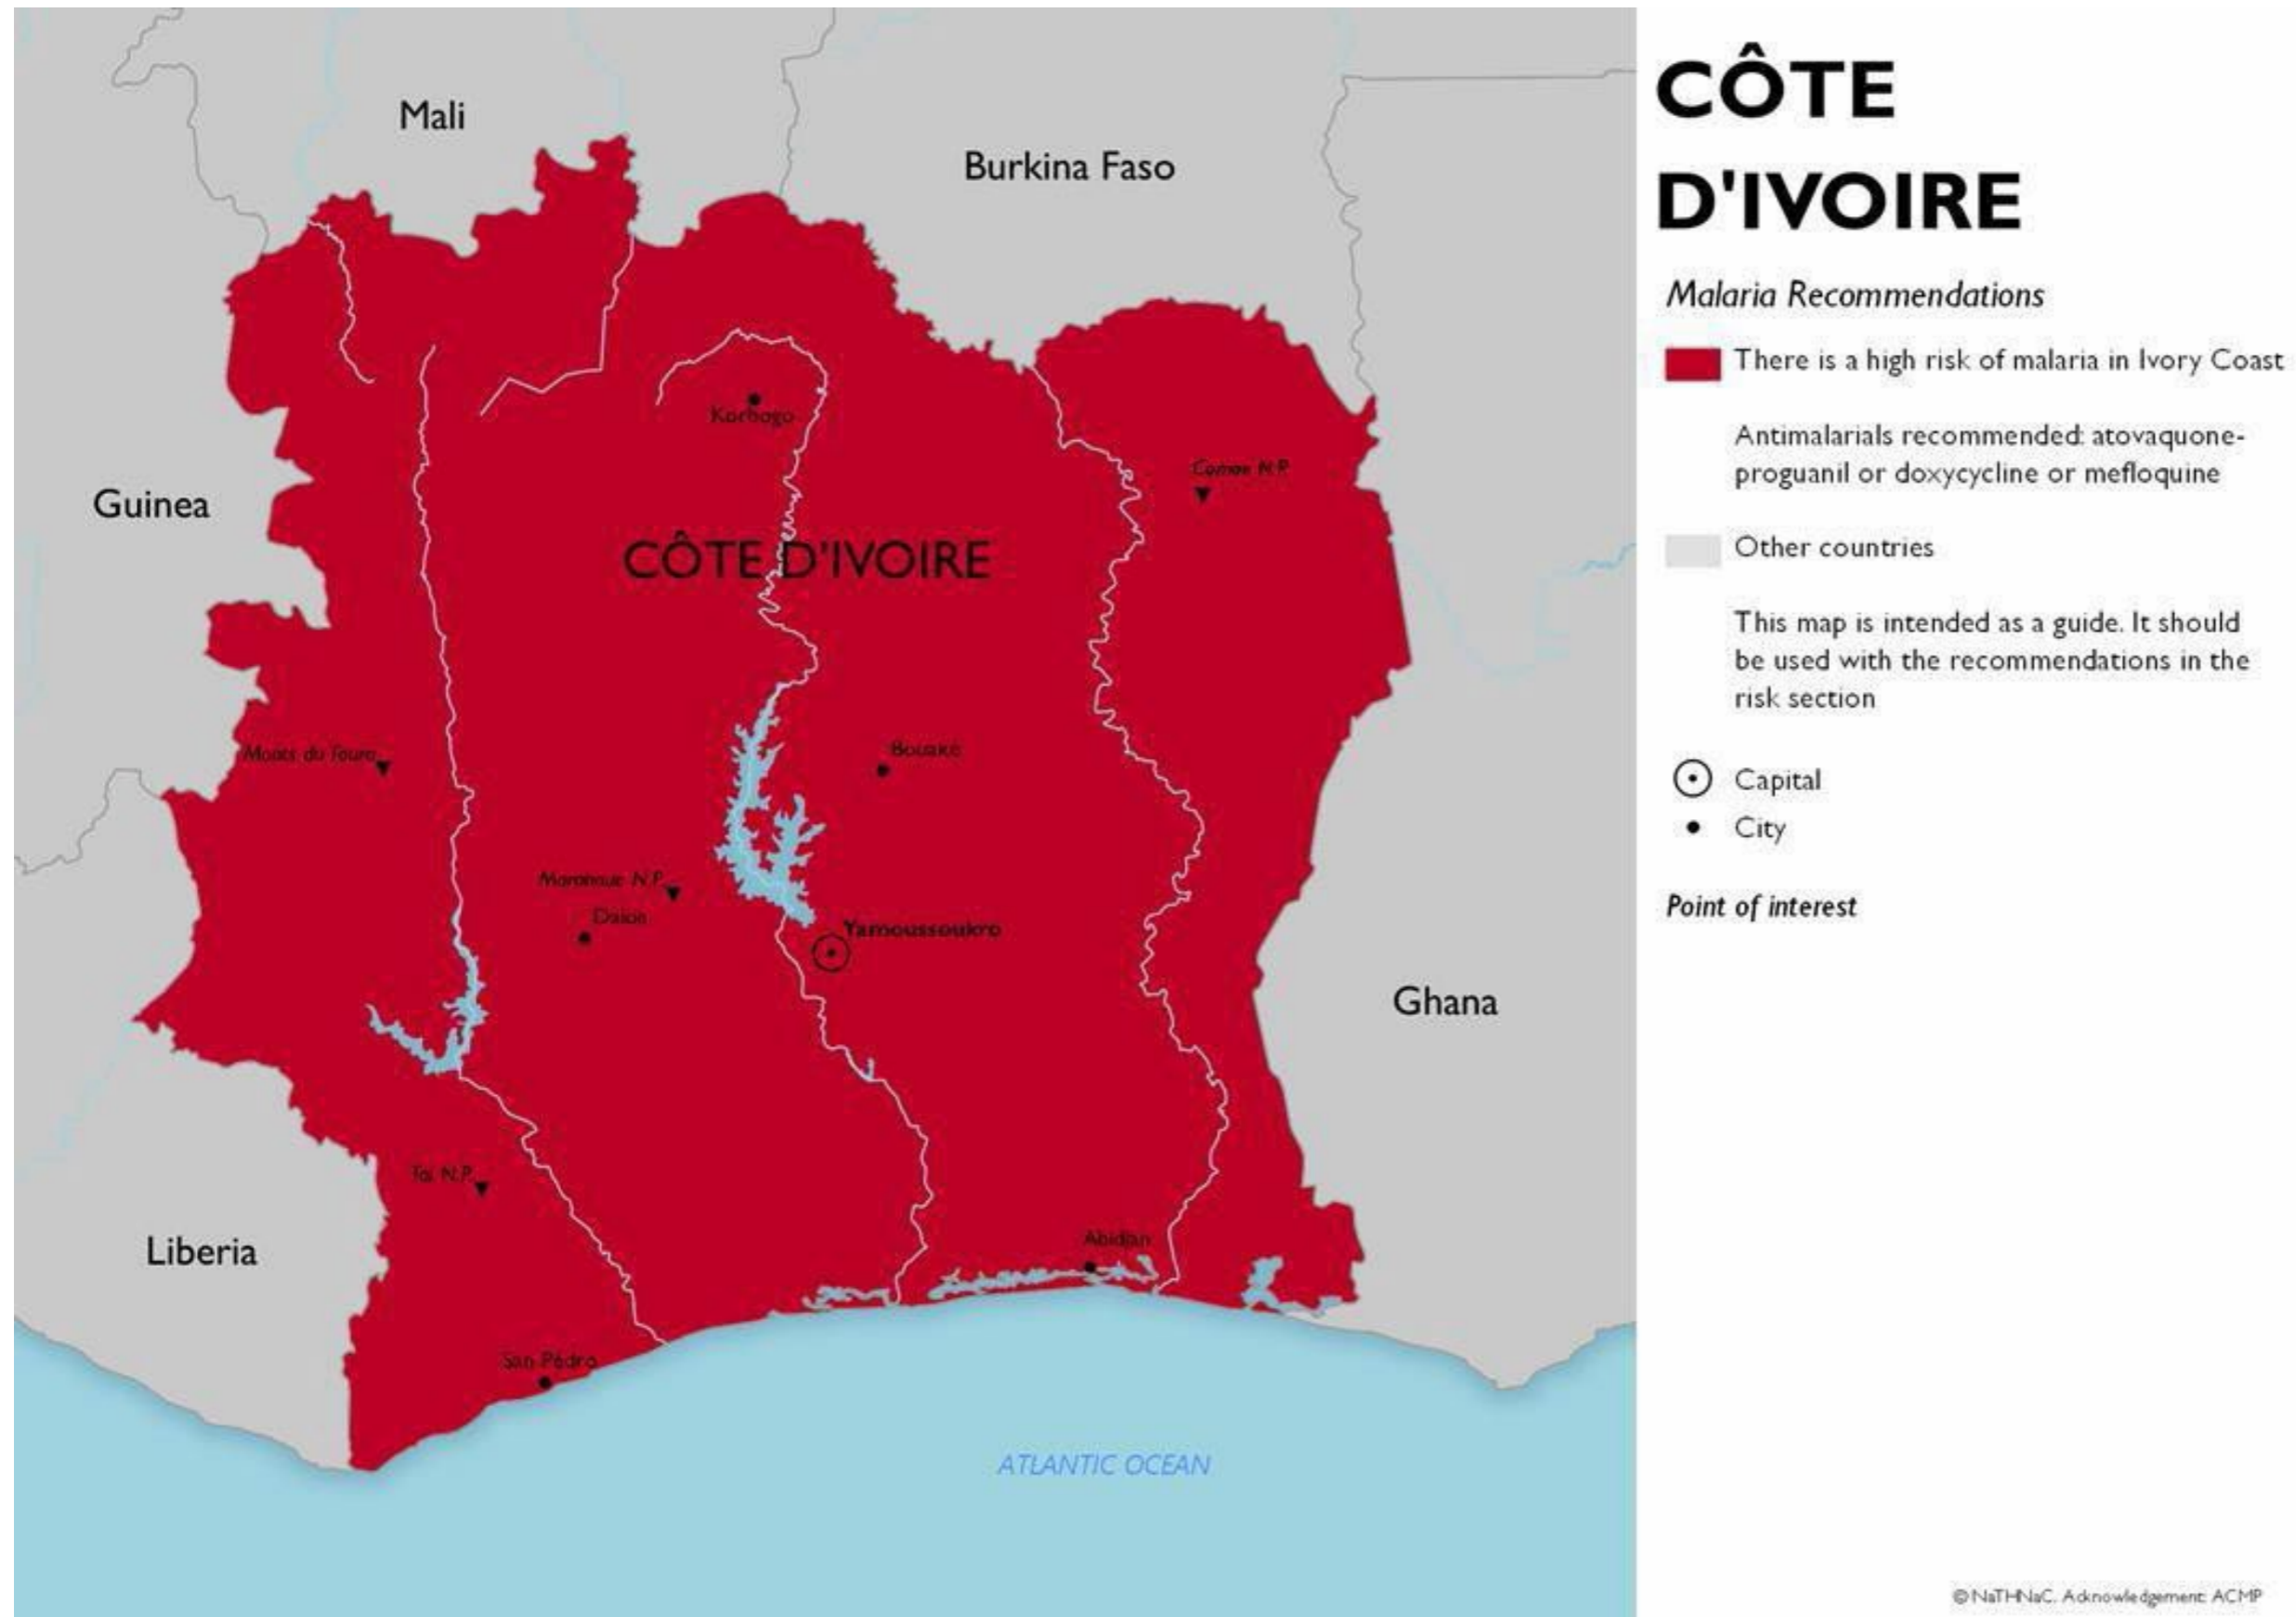 CÔTE
D'IVOIRE
Malaria Recommendations
There is a high risk of malaria in Ivory Coast
Antimalarials recommended: atovaquone-
proguanil or doxycycline or mefloquine
Other countries
This map is intended as a guide. It should
be used with the recommendations in the
risk section
Capital
City
Point of interest
Mali
Burkina Faso
Korhogo
Comoe N.P.
Guinea
CÔTE D'IVOIRE
Monts du Toura
Bouaké
Marahoue N.P.
Daloa
Yamoussoukro
Ghana
Tai N.P.
Liberia
Abidjan
San Pédro
ATLANTIC OCEAN
© NaTHNaC. Acknowledgement: ACMP